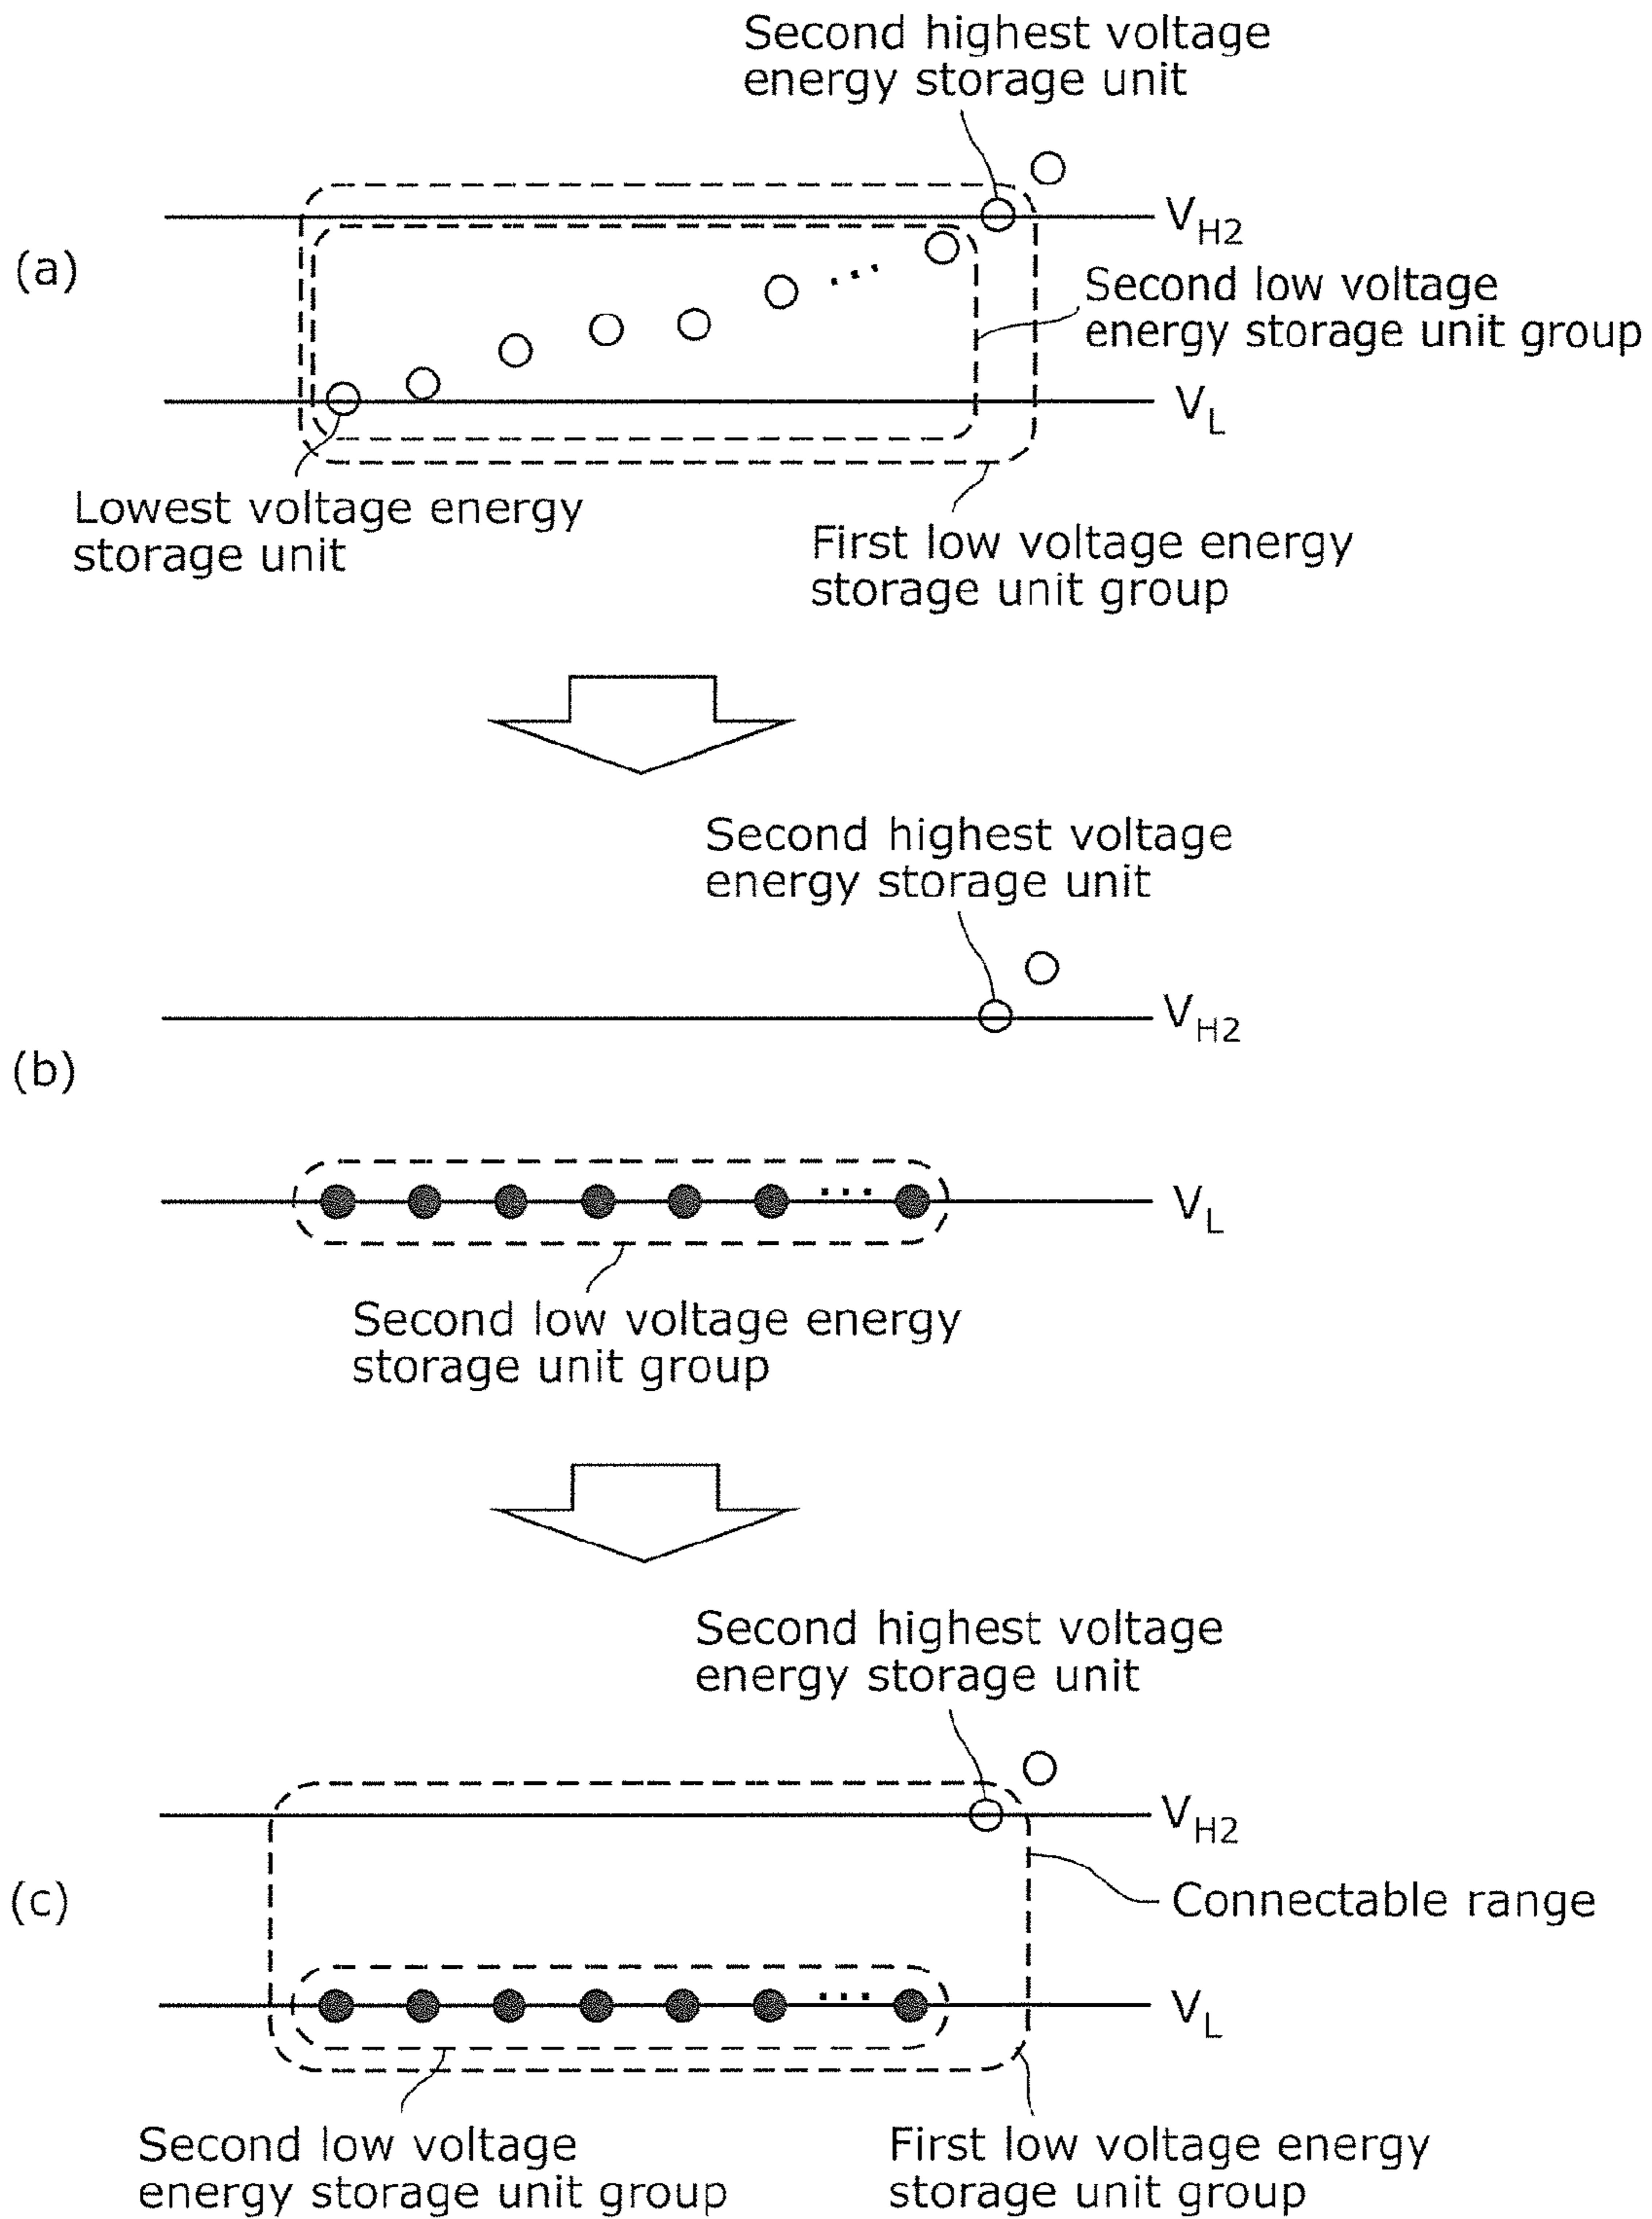 Second highest voltage
energy storage unit
V_H2
(a)
Second low voltage
energy storage unit group
V_L
Lowest voltage energy
storage unit
First low voltage energy
storage unit group
Second highest voltage
energy storage unit
V_H2
(b)
...
V_L
Second low voltage energy
storage unit group
Second highest voltage
energy storage unit
V_H2
(c)
Connectable range
...
V_L
Second low voltage
energy storage unit group
First low voltage energy
storage unit group